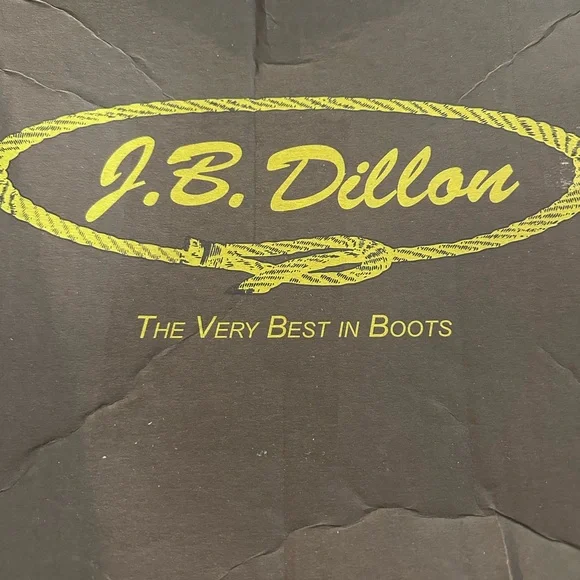 J.B. Dillon
The Very Best in Boots